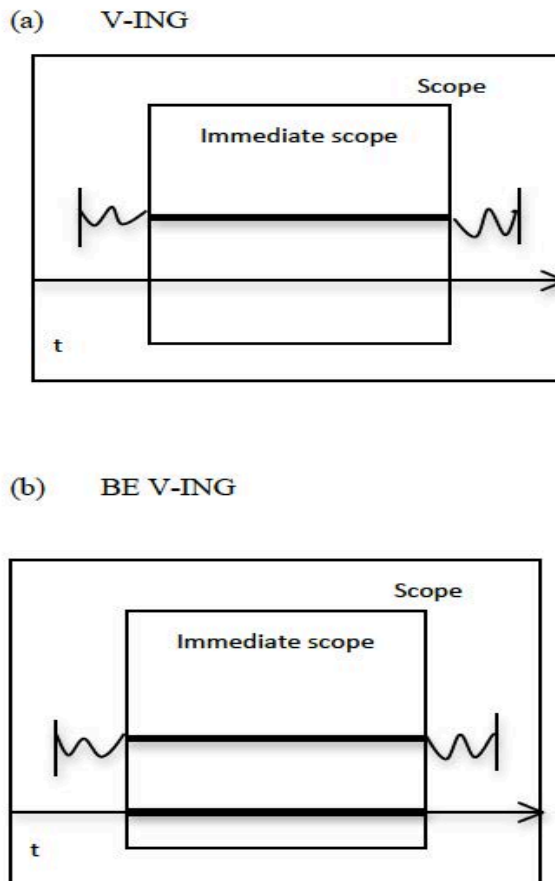 (a) V-ING
Scope
Immediate scope
t
(b) BE V-ING
Scope
Immediate scope
t